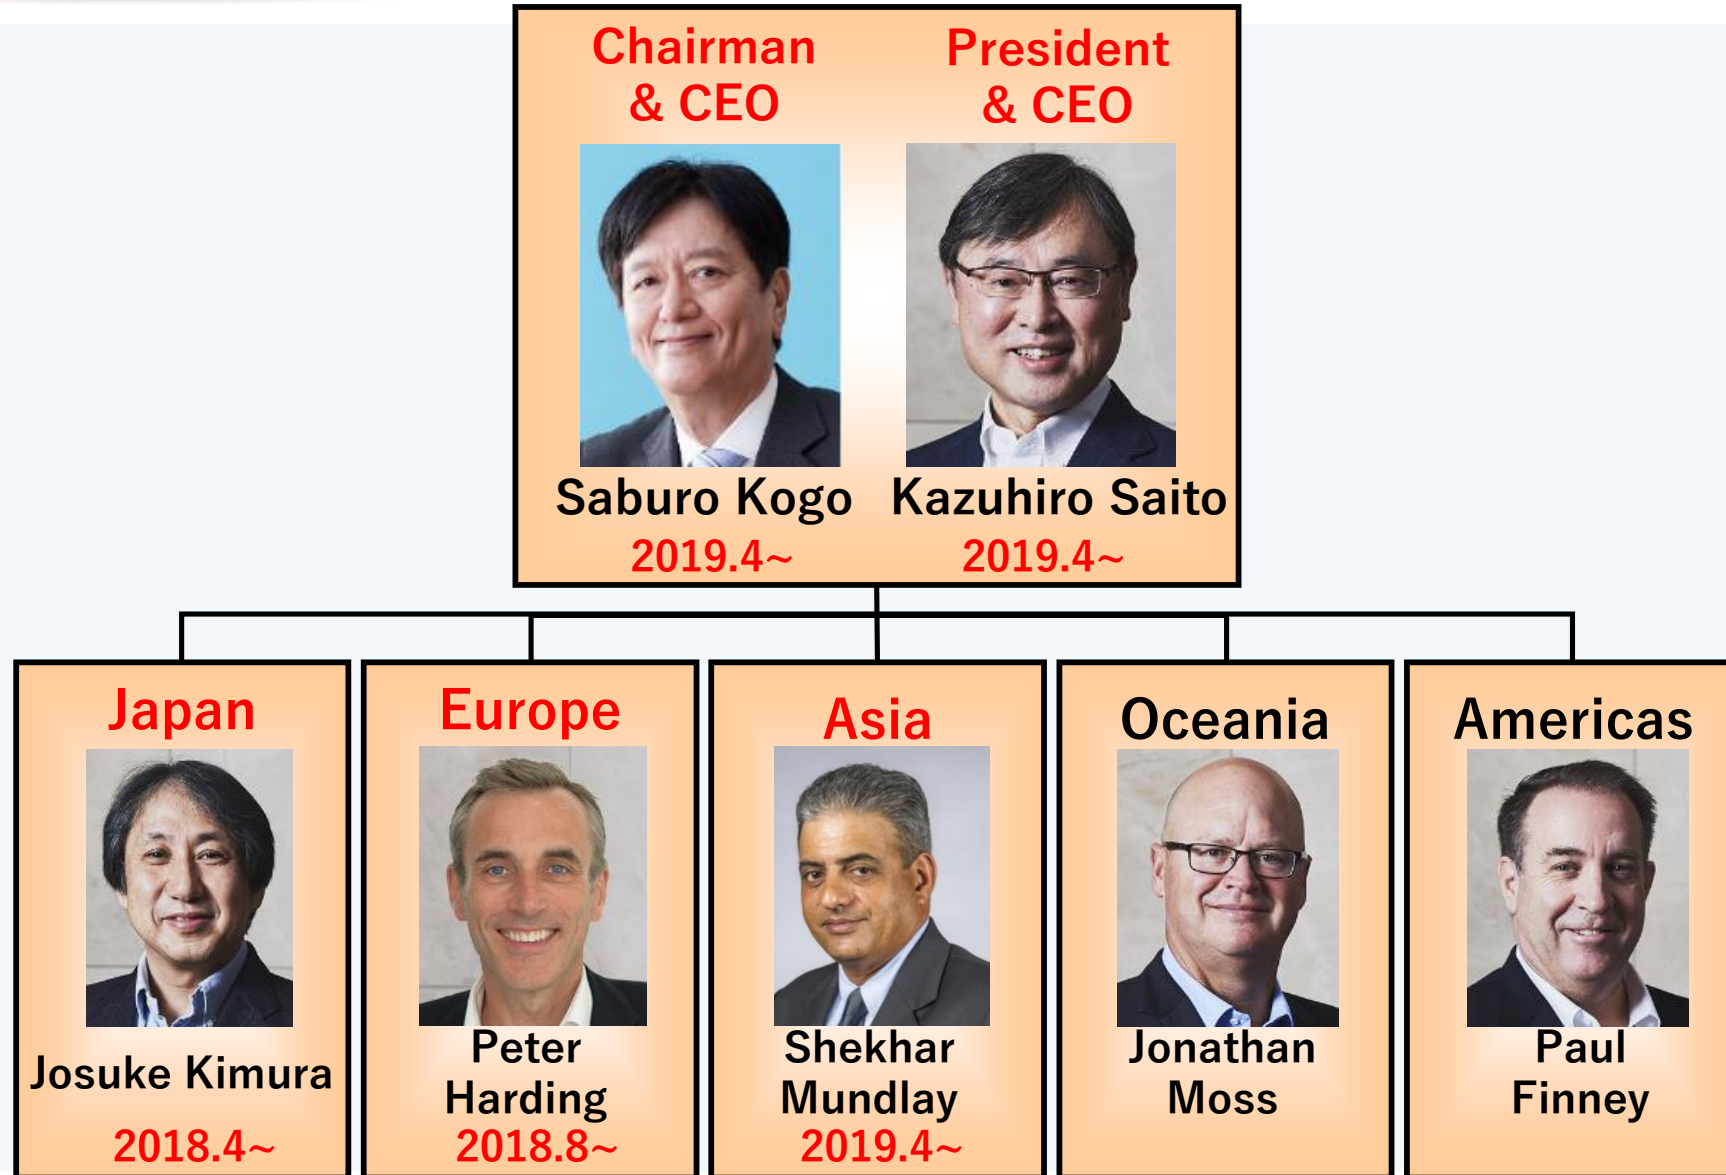 Chairman
& CEO
President
& CEO
Saburo Kogo
Kazuhiro Saito
2019.4~
2019.4~
Japan
Europe
Asia
Oceania
Americas
Josuke Kimura
2018.4~
Peter
Harding
2018.8~
Shekhar
Mundlay
2019.4~
Jonathan
Moss
Paul
Finney